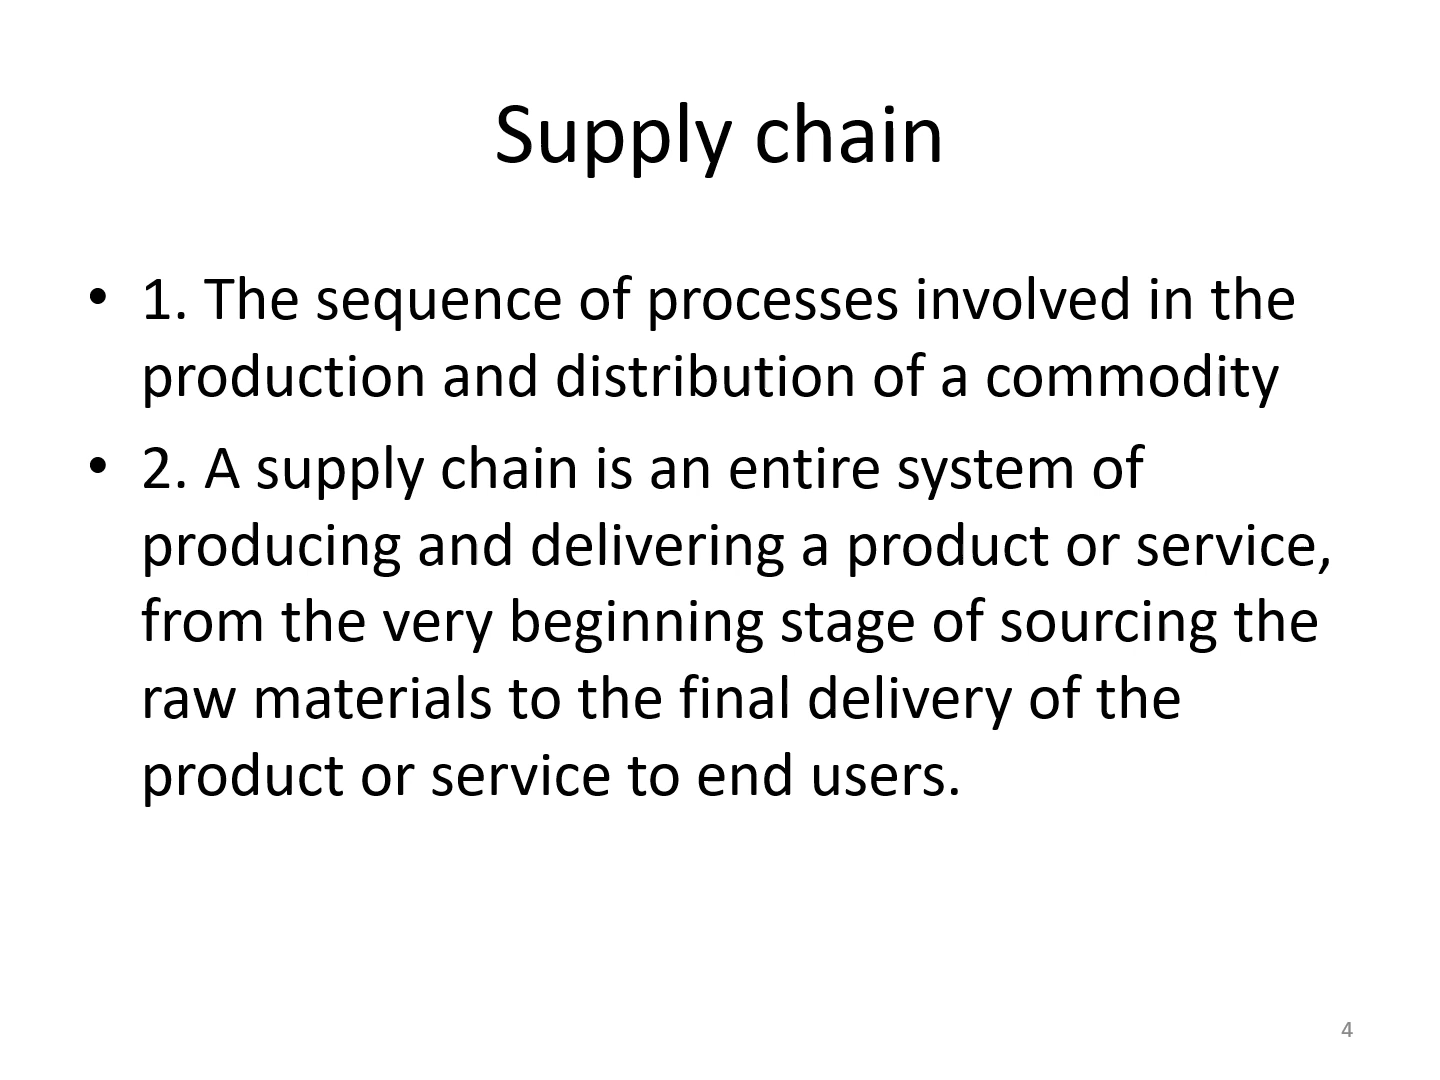 Supply chain
• 1. The sequence of processes involved in the
production and distribution of a commodity
• 2. A supply chain is an entire system of
producing and delivering a product or service,
from the very beginning stage of sourcing the
raw materials to the final delivery of the
product or service to end users.
4